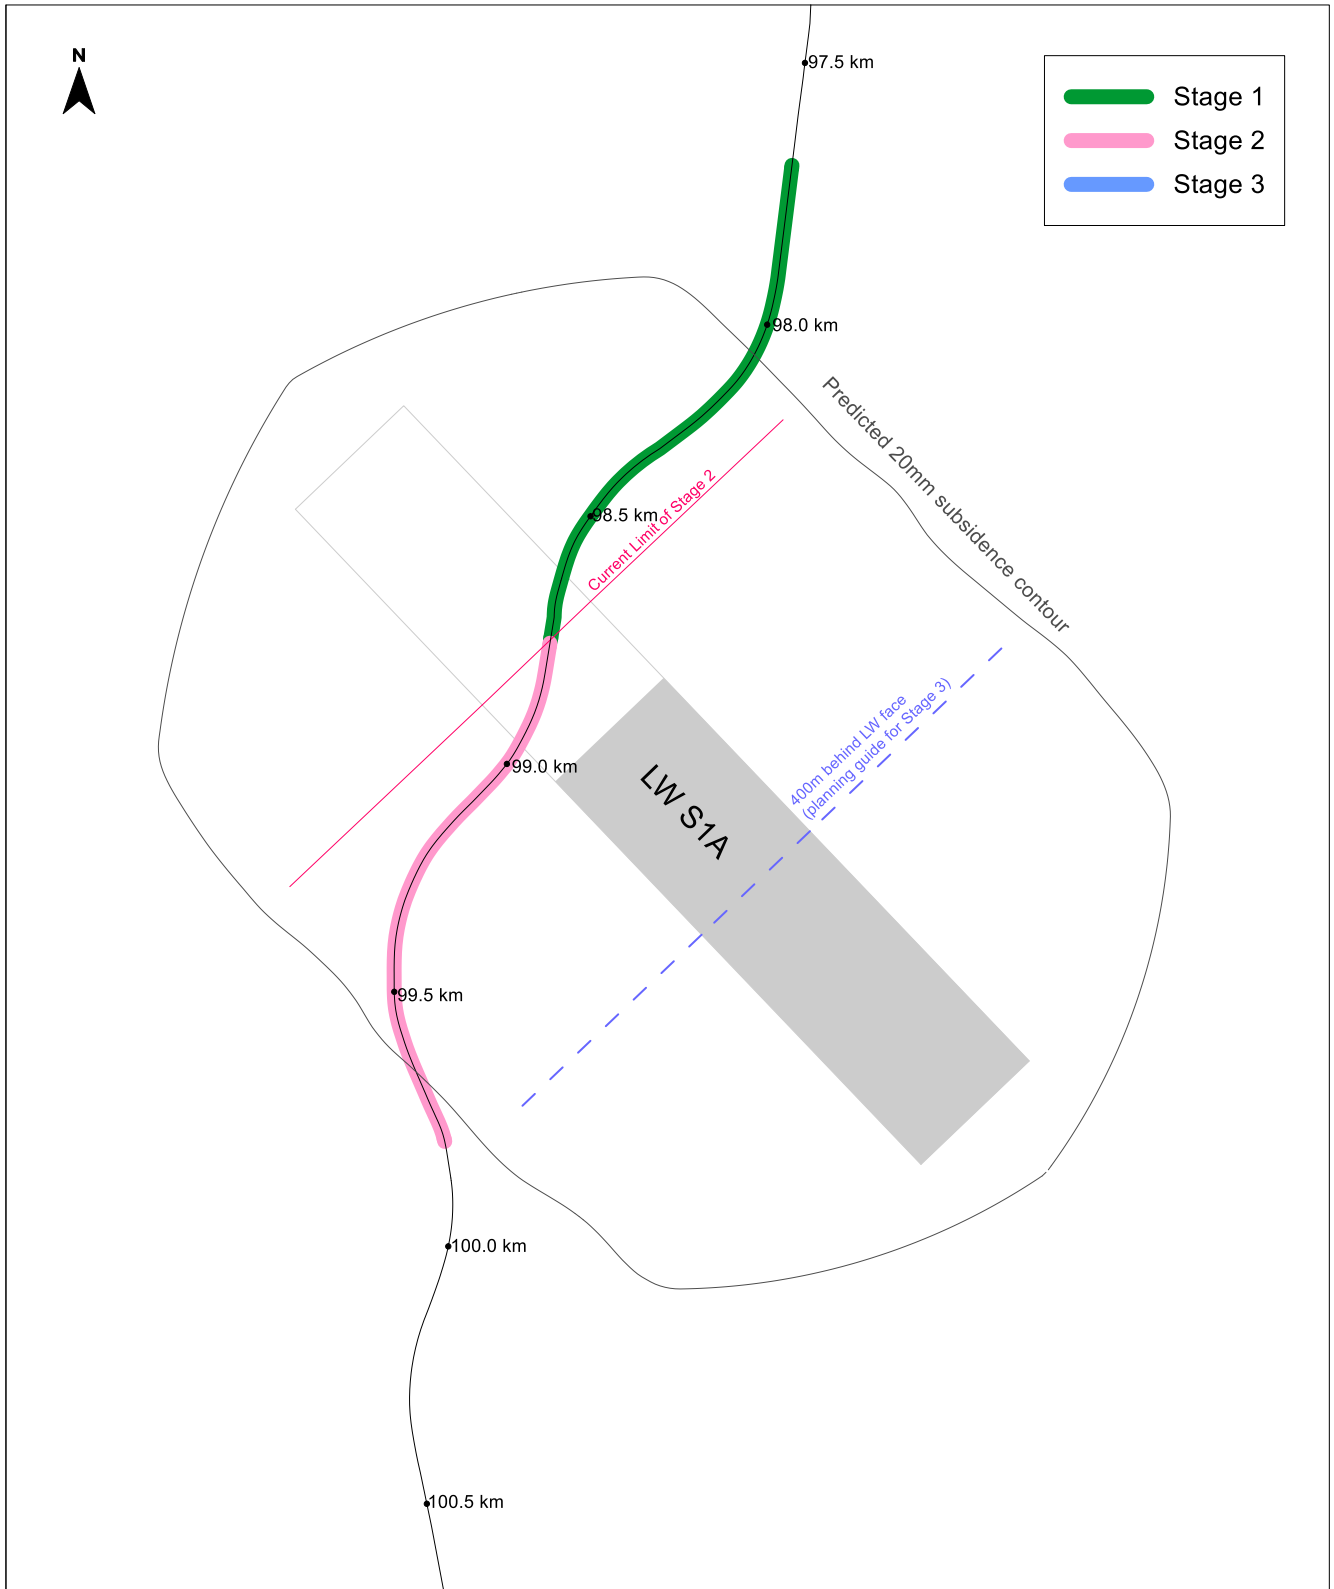 N
97.5 km
Stage 1
Stage 2
Stage 3
98.0 km
Predicted 20mm subsidence contour
98.5 km
Current Limit of Stage 2
99.0 km
LW S1A
400m behind LW face
(planning guide for Stage 3)
99.5 km
100.0 km
100.5 km